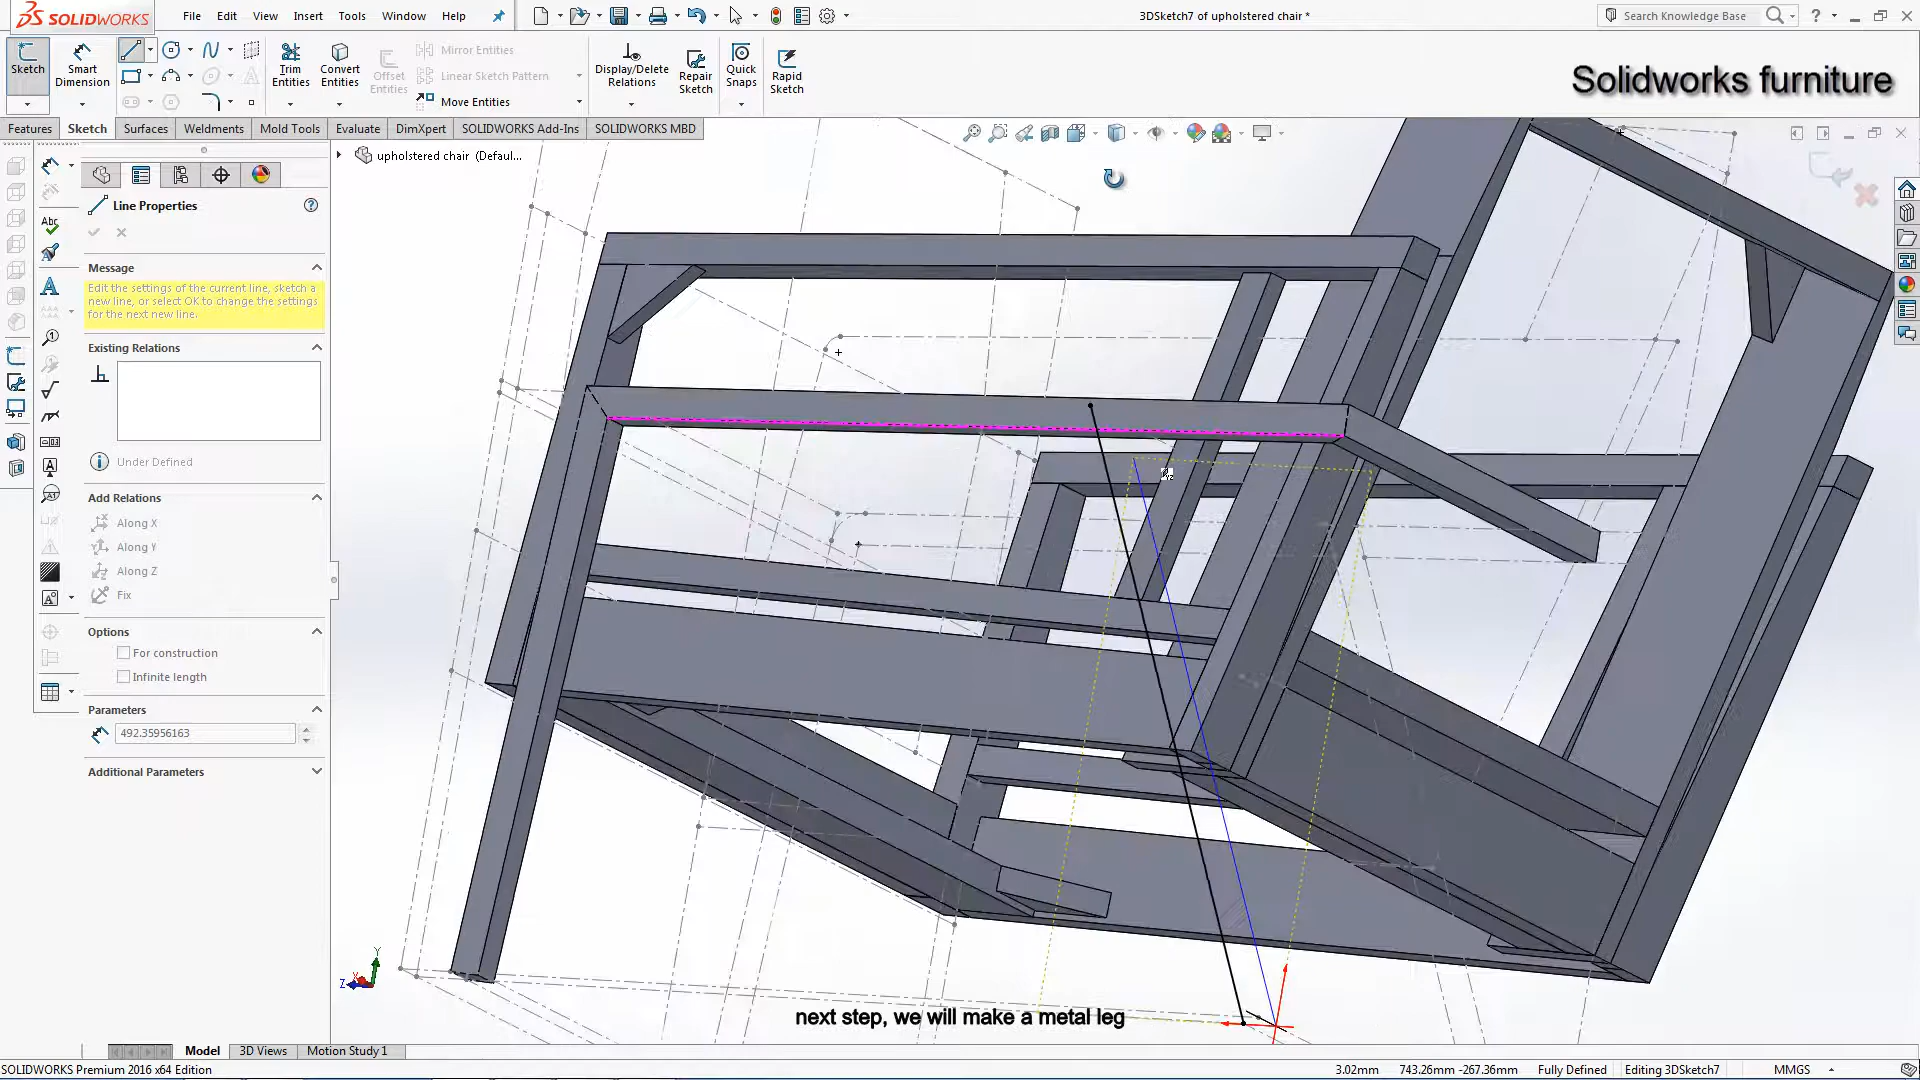 SOLIDWORKS
File
Edit
View
Insert
Tools
Window
Help
3DSketch7 of upholstered chair *
Search Knowledge Base
Sketch
Smart Dimension
Trim Entities
Convert Entities
Offset Entities
Mirror Entities
Linear Sketch Pattern
Move Entities
Display/Delete Relations
Repair Sketch
Quick Snaps
Rapid Sketch
Solidworks furniture
Features
Sketch
Surfaces
Weldments
Mold Tools
Evaluate
DimXpert
SOLIDWORKS Add-Ins
SOLIDWORKS MBD
upholstered chair (Defaul...
Line Properties
Message
Edit the settings of the current line, sketch a
new line, or select OK to change the settings
for the next new line.
Existing Relations
Under Defined
Add Relations
Along X
Along Y
Along Z
Fix
Options
For construction
Infinite length
Parameters
492.35956163
Additional Parameters
Y
X
Z
next step, we will make a metal leg
Model
3D Views
Motion Study 1
SOLIDWORKS Premium 2016 x64 Edition
3.02mm
743.26mm -267.36mm
Fully Defined
Editing 3DSketch7
MMGS